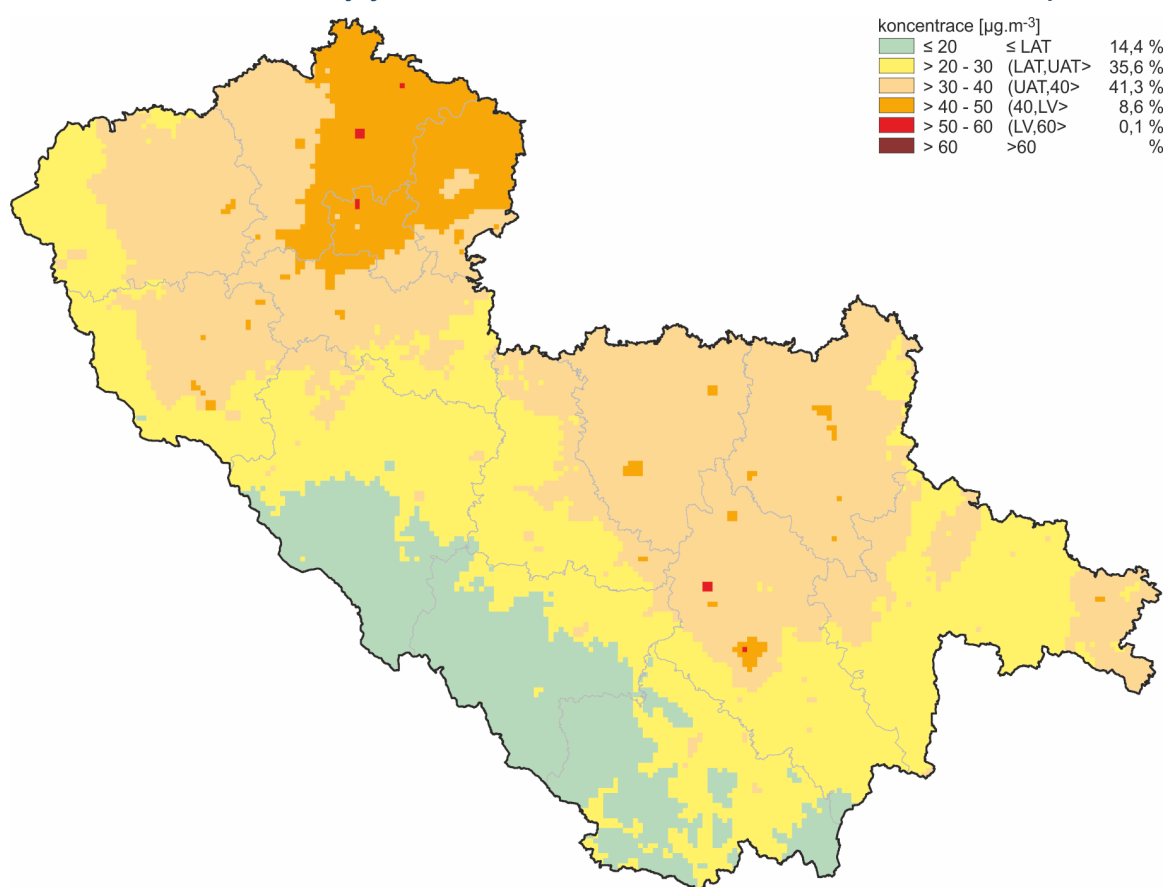 koncentrace [µg.m-3]
≤ 20 ≤ LAT 14,4 %
> 20 - 30 (LAT,UAT> 35,6 %
> 30 - 40 (UAT,40> 41,3 %
> 40 - 50 (40,LV> 8,6 %
> 50 - 60 (LV,60> 0,1 %
> 60 >60 %